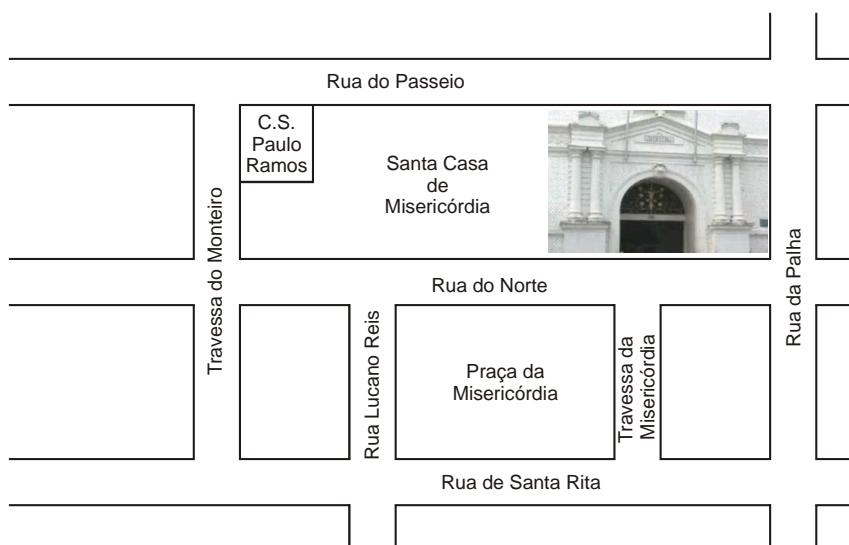 Rua do Passeio
C.S.
Paulo
Ramos
Santa Casa
de
Misericórdia
Travessa do Monteiro
Rua da Palha
Rua do Norte
Rua Lucano Reis
Praça da
Misericórdia
Travessa da
Misericórdia
Rua de Santa Rita